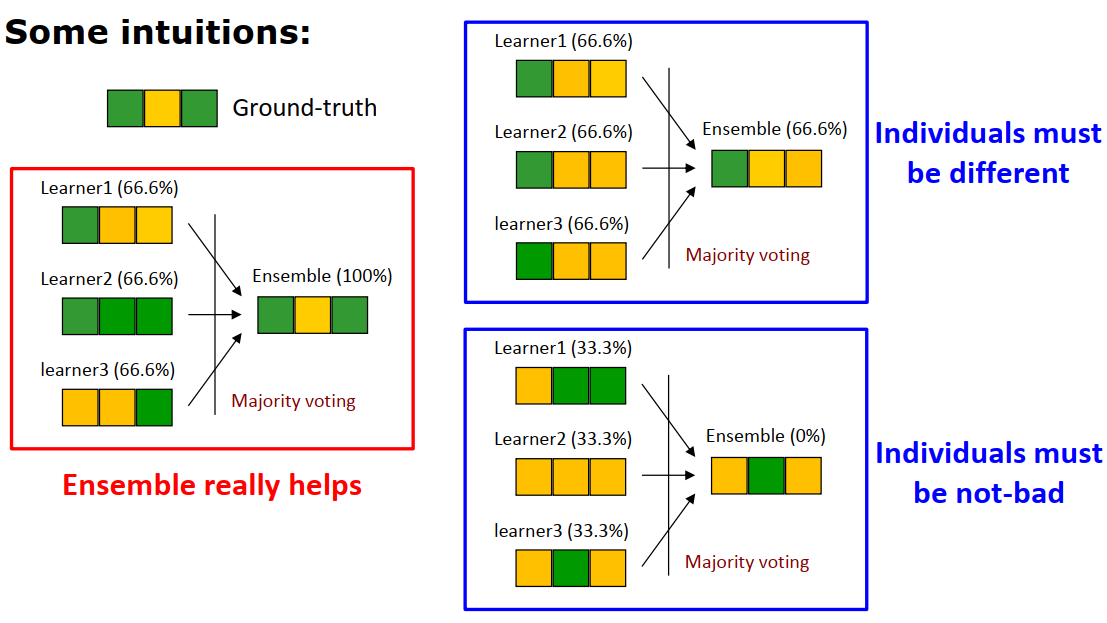 Some intuitions:
Ground-truth
Learner1 (66.6%)
Learner2 (66.6%)
learner3 (66.6%)
Ensemble (100%)
Majority voting
Ensemble really helps
Learner1 (66.6%)
Learner2 (66.6%)
learner3 (66.6%)
Ensemble (66.6%)
Majority voting
Individuals must
be different
Learner1 (33.3%)
Learner2 (33.3%)
learner3 (33.3%)
Ensemble (0%)
Majority voting
Individuals must
be not-bad